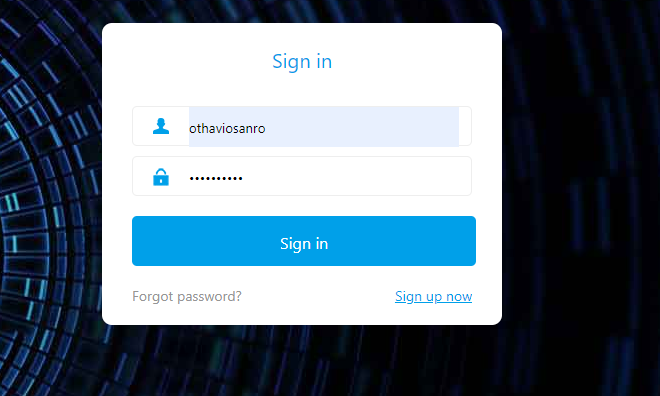 Sign in
othaviosanro
••••••••••
Sign in
Forgot password?
Sign up now